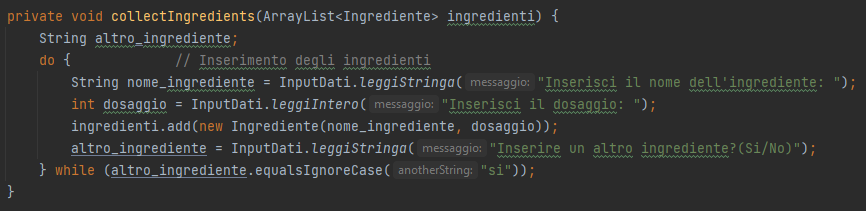 private void collectIngredients(ArrayList<Ingrediente> ingredienti) {
String altro_ingrediente;
do { // Inserimento degli ingredienti
String nome_ingrediente = InputDati.leggiStringa( messaggio: "Inserisci il nome dell'ingrediente: ");
int dosaggio = InputDati.leggiIntero( messaggio: "Inserisci il dosaggio: ");
ingredienti.add(new Ingrediente(nome_ingrediente, dosaggio));
altro_ingrediente = InputDati.leggiStringa( messaggio: "Inserire un altro ingrediente?(Si/No)");
} while (altro_ingrediente.equalsIgnoreCase( anotherString: "si"));
}